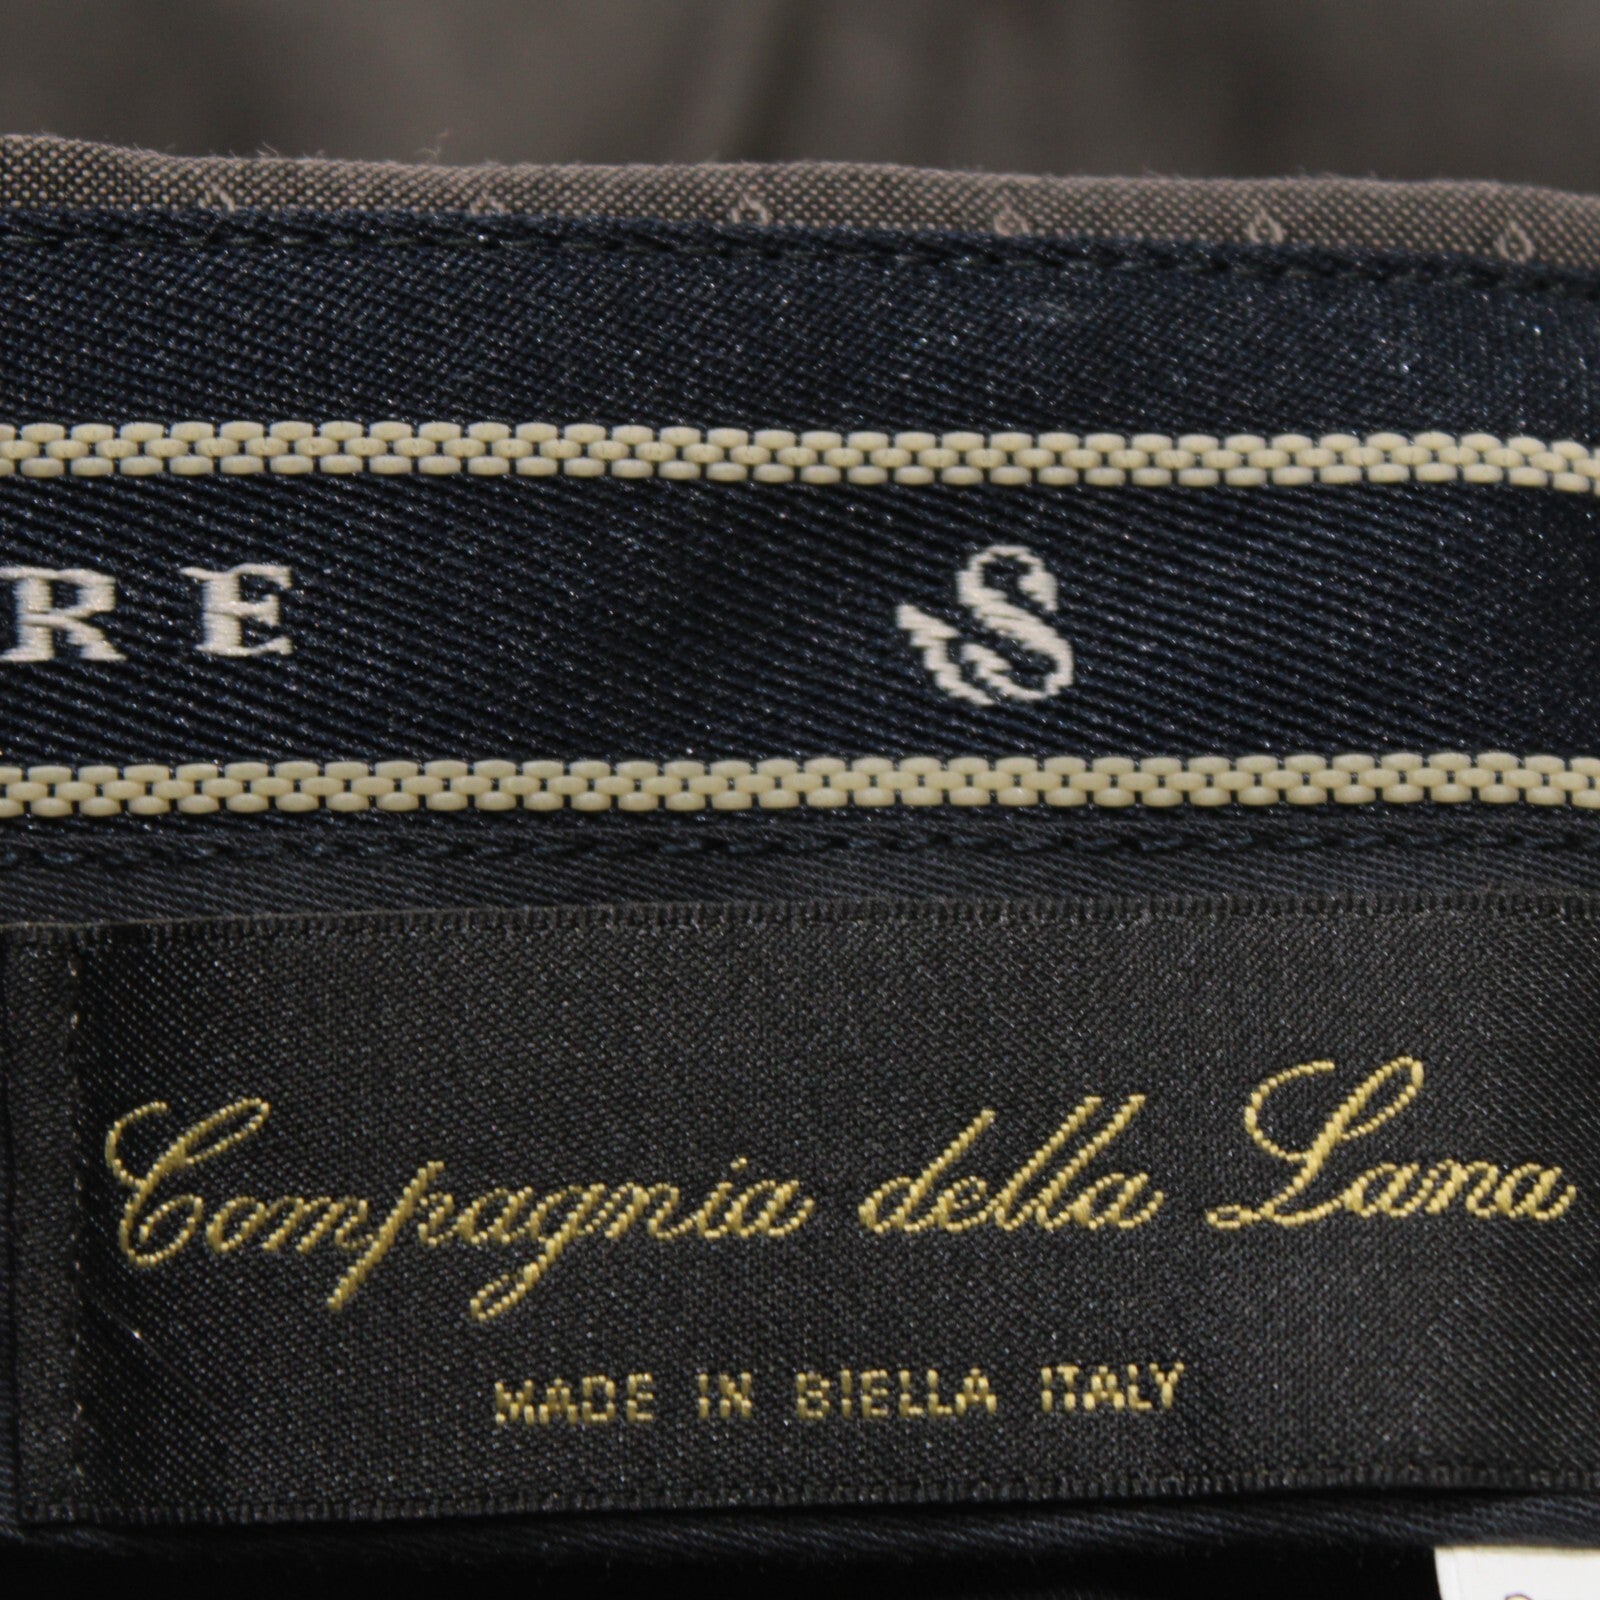 RE S
Compagnia della Lana
MADE IN BIELLA ITALY